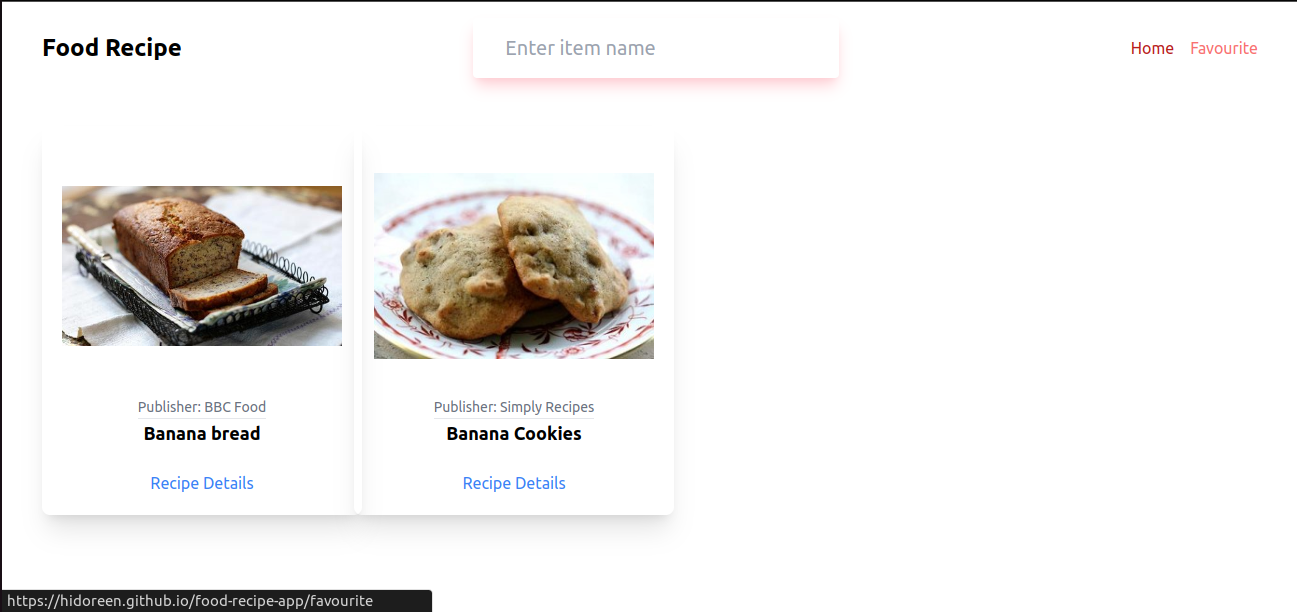 Food Recipe
Enter item name
Home Favourite
Publisher: BBC Food
Banana bread
Recipe Details
Publisher: Simply Recipes
Banana Cookies
Recipe Details
https://hidoreen.github.io/food-recipe-app/favourite